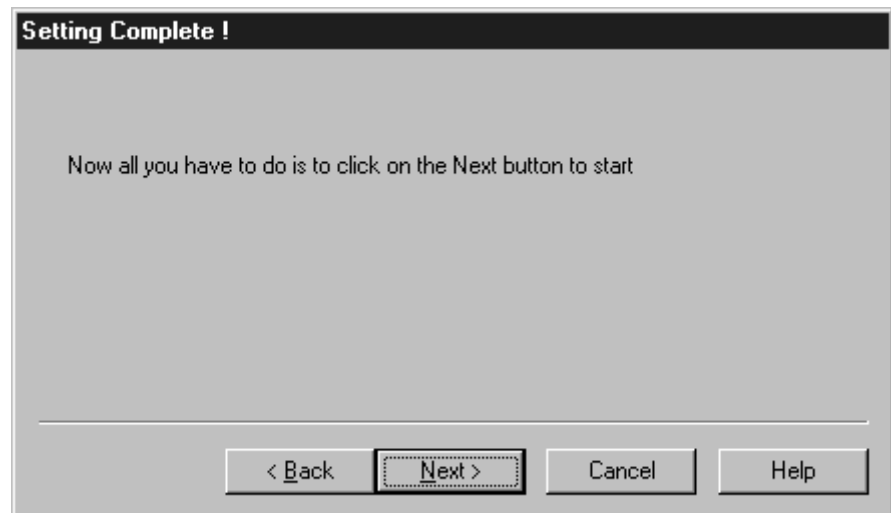 Setting Complete !
Now all you have to do is to click on the Next button to start
< Back Next > Cancel Help